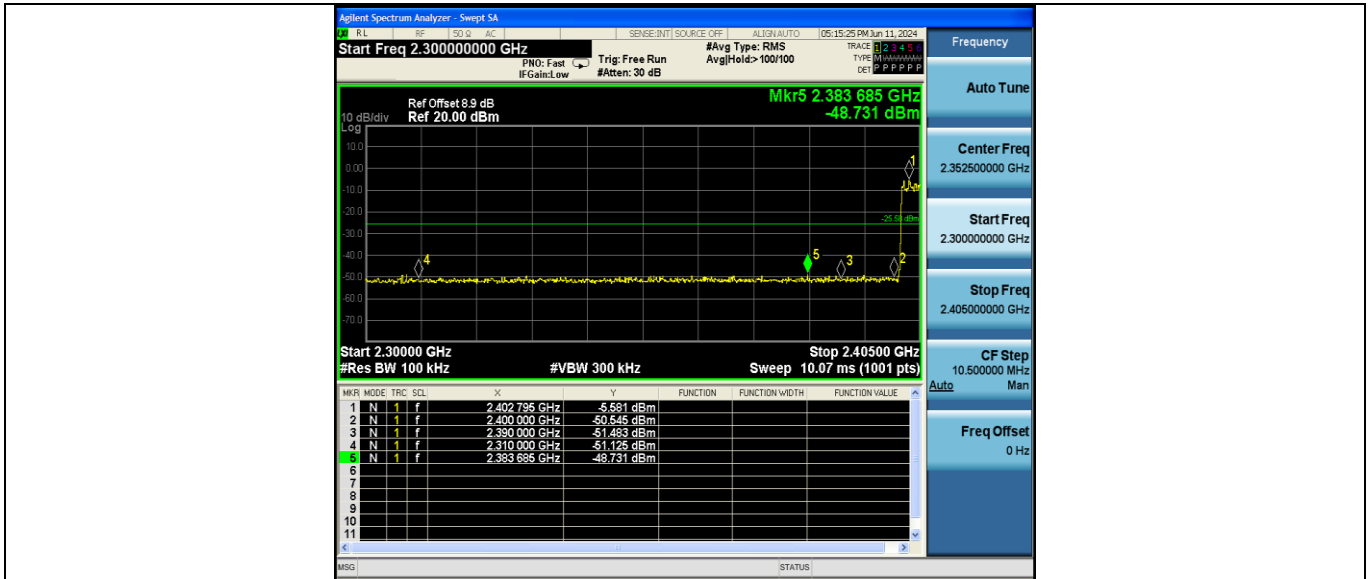 Agilent Spectrum Analyzer - Swept SA
LXI RL RF 50 Ω AC SENSE:INT SOURCE OFF ALIGN AUTO 05:15:25 PM Jun 11, 2024
Start Freq 2.300000000 GHz
PNO: Fast
IFGain:Low
Trig: Free Run
#Atten: 30 dB
#Avg Type: RMS
Avg|Hold:>100/100
TRACE 1 2 3 4 5 6
TYPE M WWWWW
DET P P P P P P
Mkr5 2.383 685 GHz
-48.731 dBm
Ref Offset 8.9 dB
10 dB/div Ref 20.00 dBm
Log
10.0
0.00
-10.0
-20.0
-30.0
-40.0
-50.0
-60.0
-70.0
1
-25.58 dBm
4
5
3
2
Start 2.30000 GHz Stop 2.40500 GHz
#Res BW 100 kHz #VBW 300 kHz Sweep 10.07 ms (1001 pts)
MKR MODE TRC SCL X Y FUNCTION FUNCTION WIDTH FUNCTION VALUE
1 N 1 f 2.402 795 GHz -5.581 dBm
2 N 1 f 2.400 000 GHz -50.545 dBm
3 N 1 f 2.390 000 GHz -51.483 dBm
4 N 1 f 2.310 000 GHz -51.125 dBm
5 N 1 f 2.383 685 GHz -48.731 dBm
6
7
8
9
10
11
MSG STATUS
Frequency
Auto Tune
Center Freq
2.352500000 GHz
Start Freq
2.300000000 GHz
Stop Freq
2.405000000 GHz
CF Step
10.500000 MHz
Auto Man
Freq Offset
0 Hz